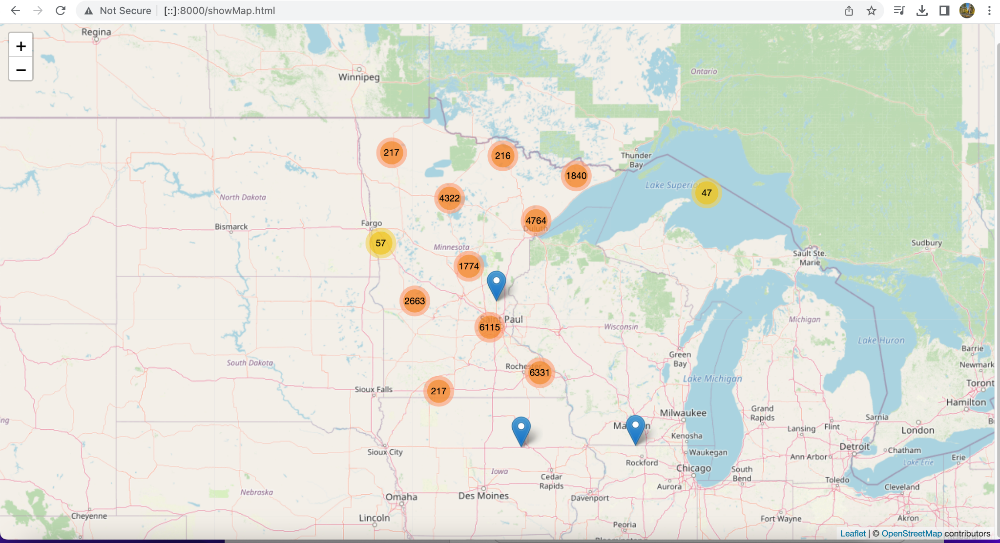 Not Secure
[::]:8000/showMap.html
Regina
+
−
Winnipeg
Ontario
217
216
Thunder
Bay
1840
Lake Superior
47
North Dakota
4322
4764
Duluth
Bismarck
Fargo
57
Minnesota
Sudbury
Sault Ste.
Marie
1774
2663
Saint Paul
6115
Wisconsin
Michigan
Lake Huron
Green
Bay
Barrie
Newmark
South Dakota
Rochester
6331
Lake Michigan
Toront
Sioux Falls
217
Hamilton
Grand
Rapids
Milwaukee
Sarnia
ng
Madison
Kenosha
Lansing
Flint
London
Sioux City
Waukegan
Detroit
Chatham
Rockford
Ann Arbor
Lake Erie
Erie
Iowa
Chicago
South
Bend
Cedar
Rapids
Toledo
Aurora
Cleveland
Nebraska
Omaha
Des Moines
Davenport
Cheyenne
Lincoln
Fort Wayne
Akron
Peoria
Leaflet | © OpenStreetMap contributors